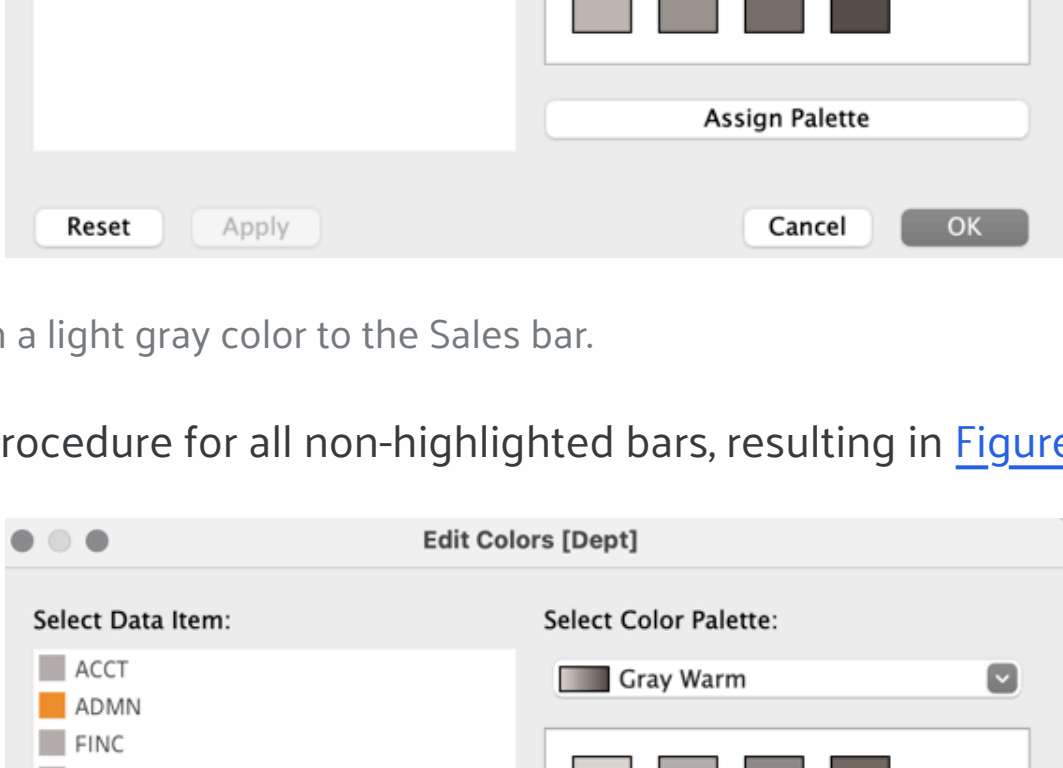 Assign Palette
Reset Apply Cancel OK
a light gray color to the Sales bar.
for all non-highlighted bars, resulting in Figure
Edit Colors [Dept]
Select Data Item: Select Color Palette:
ACCT
Gray Warm
ADMN
FINC